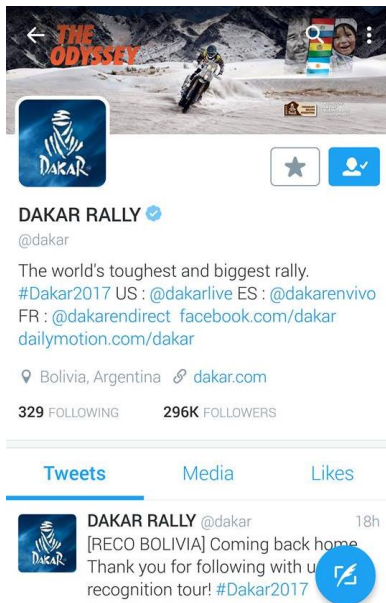 THE
ODYSSEY
DAKAR
DAKAR RALLY
@dakar
The world's toughest and biggest rally.
#Dakar2017 US : @dakarlive ES : @dakarenvivo
FR : @dakarendirect facebook.com/dakar
dailymotion.com/dakar
Bolivia, Argentina dakar.com
329 FOLLOWING 296K FOLLOWERS
Tweets Media Likes
DAKAR RALLY @dakar 18h
[RECO BOLIVIA] Coming back home
Thank you for following with u
recognition tour! #Dakar2017
DAKAR